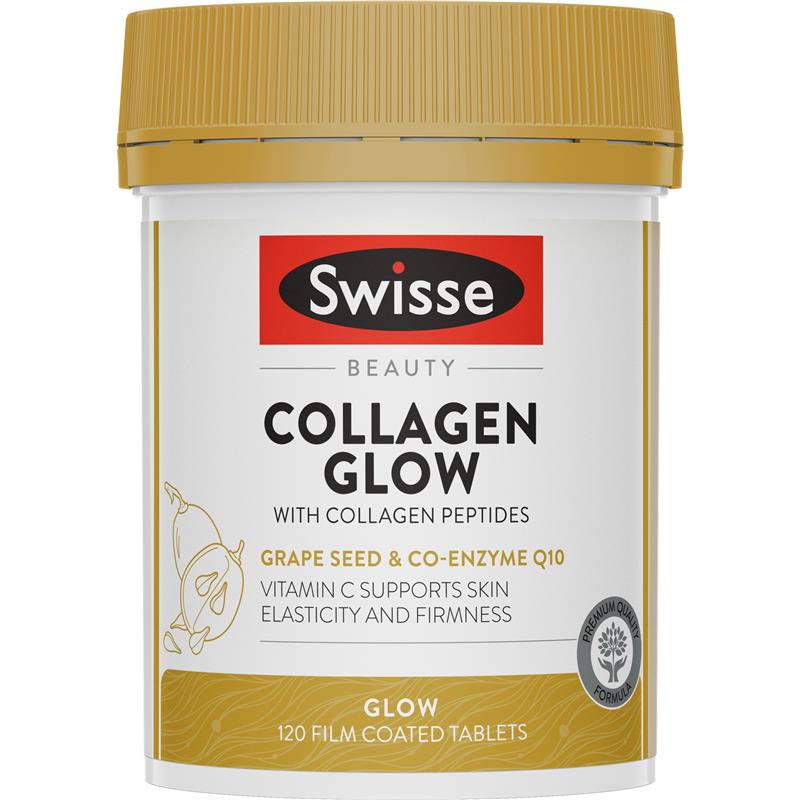 Swisse
BEAUTY
COLLAGEN
GLOW
WITH COLLAGEN PEPTIDES
GRAPE SEED & CO-ENZYME Q10
VITAMIN C SUPPORTS SKIN
ELASTICITY AND FIRMNESS
PREMIUM QUALITY
FORMULA
GLOW
120 FILM COATED TABLETS